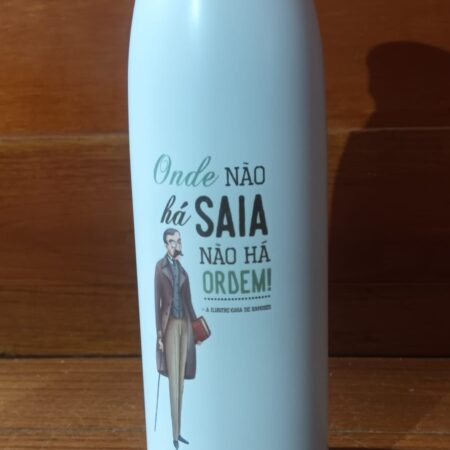 Onde NÃO
há SAIA
NÃO HÁ
ORDEM!
A ILUSTRE CASA DE RAMIRES